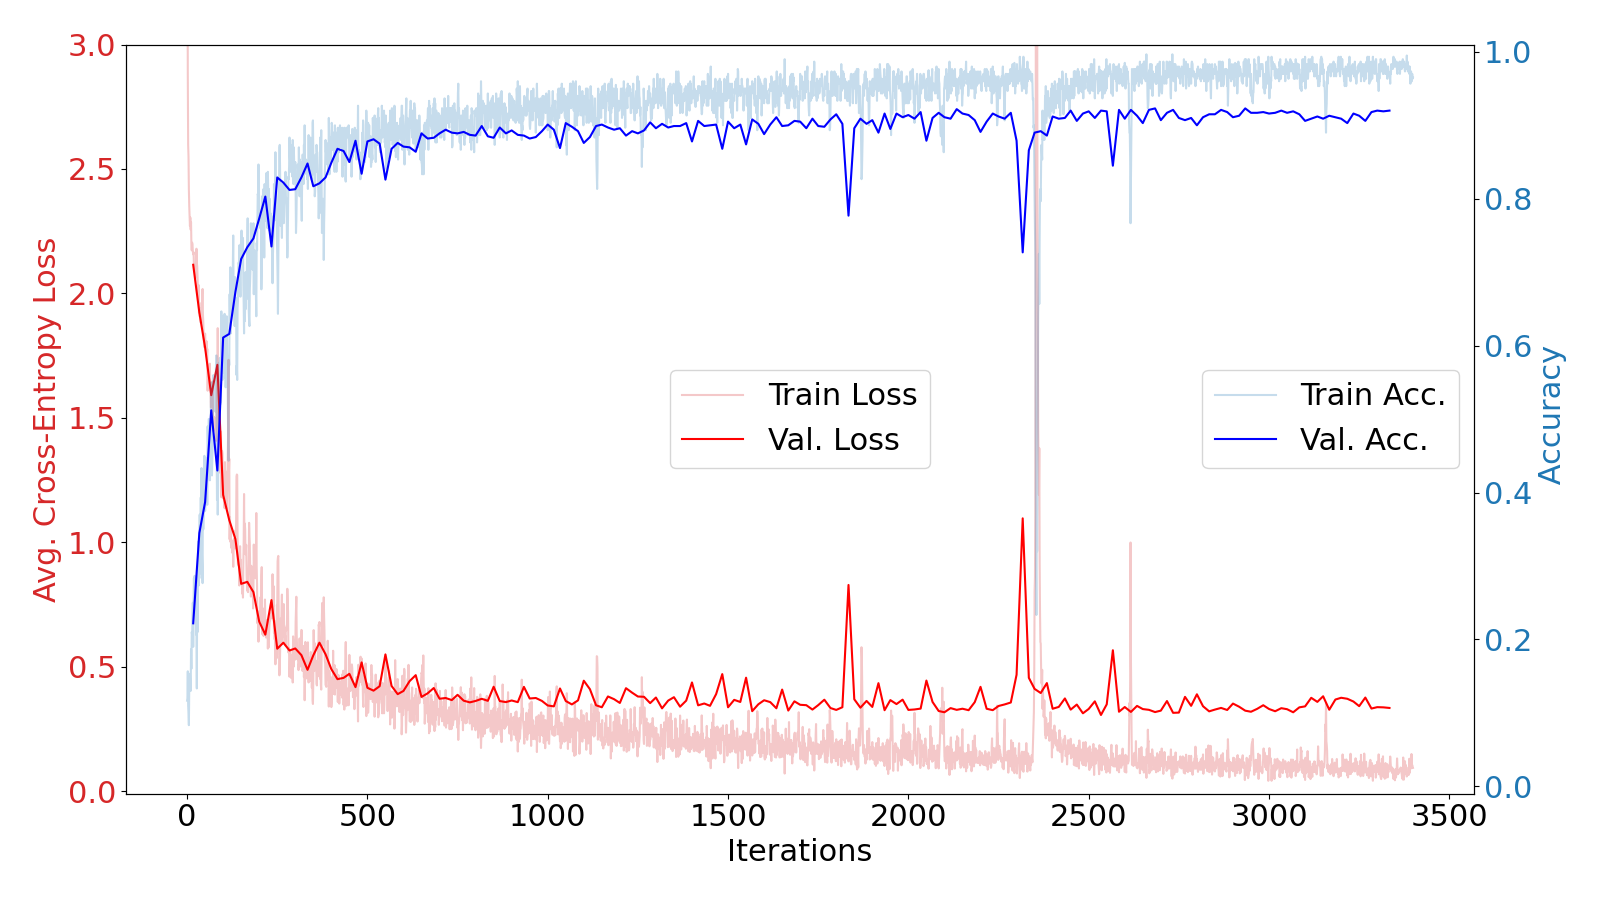 Avg. Cross-Entropy Loss
3.0
2.5
2.0
1.5
1.0
0.5
0.0
Train Loss
Val. Loss
Train Acc.
Val. Acc.
1.0
0.8
0.6
0.4
0.2
0.0
Accuracy
0 500 1000 1500 2000 2500 3000 3500
Iterations